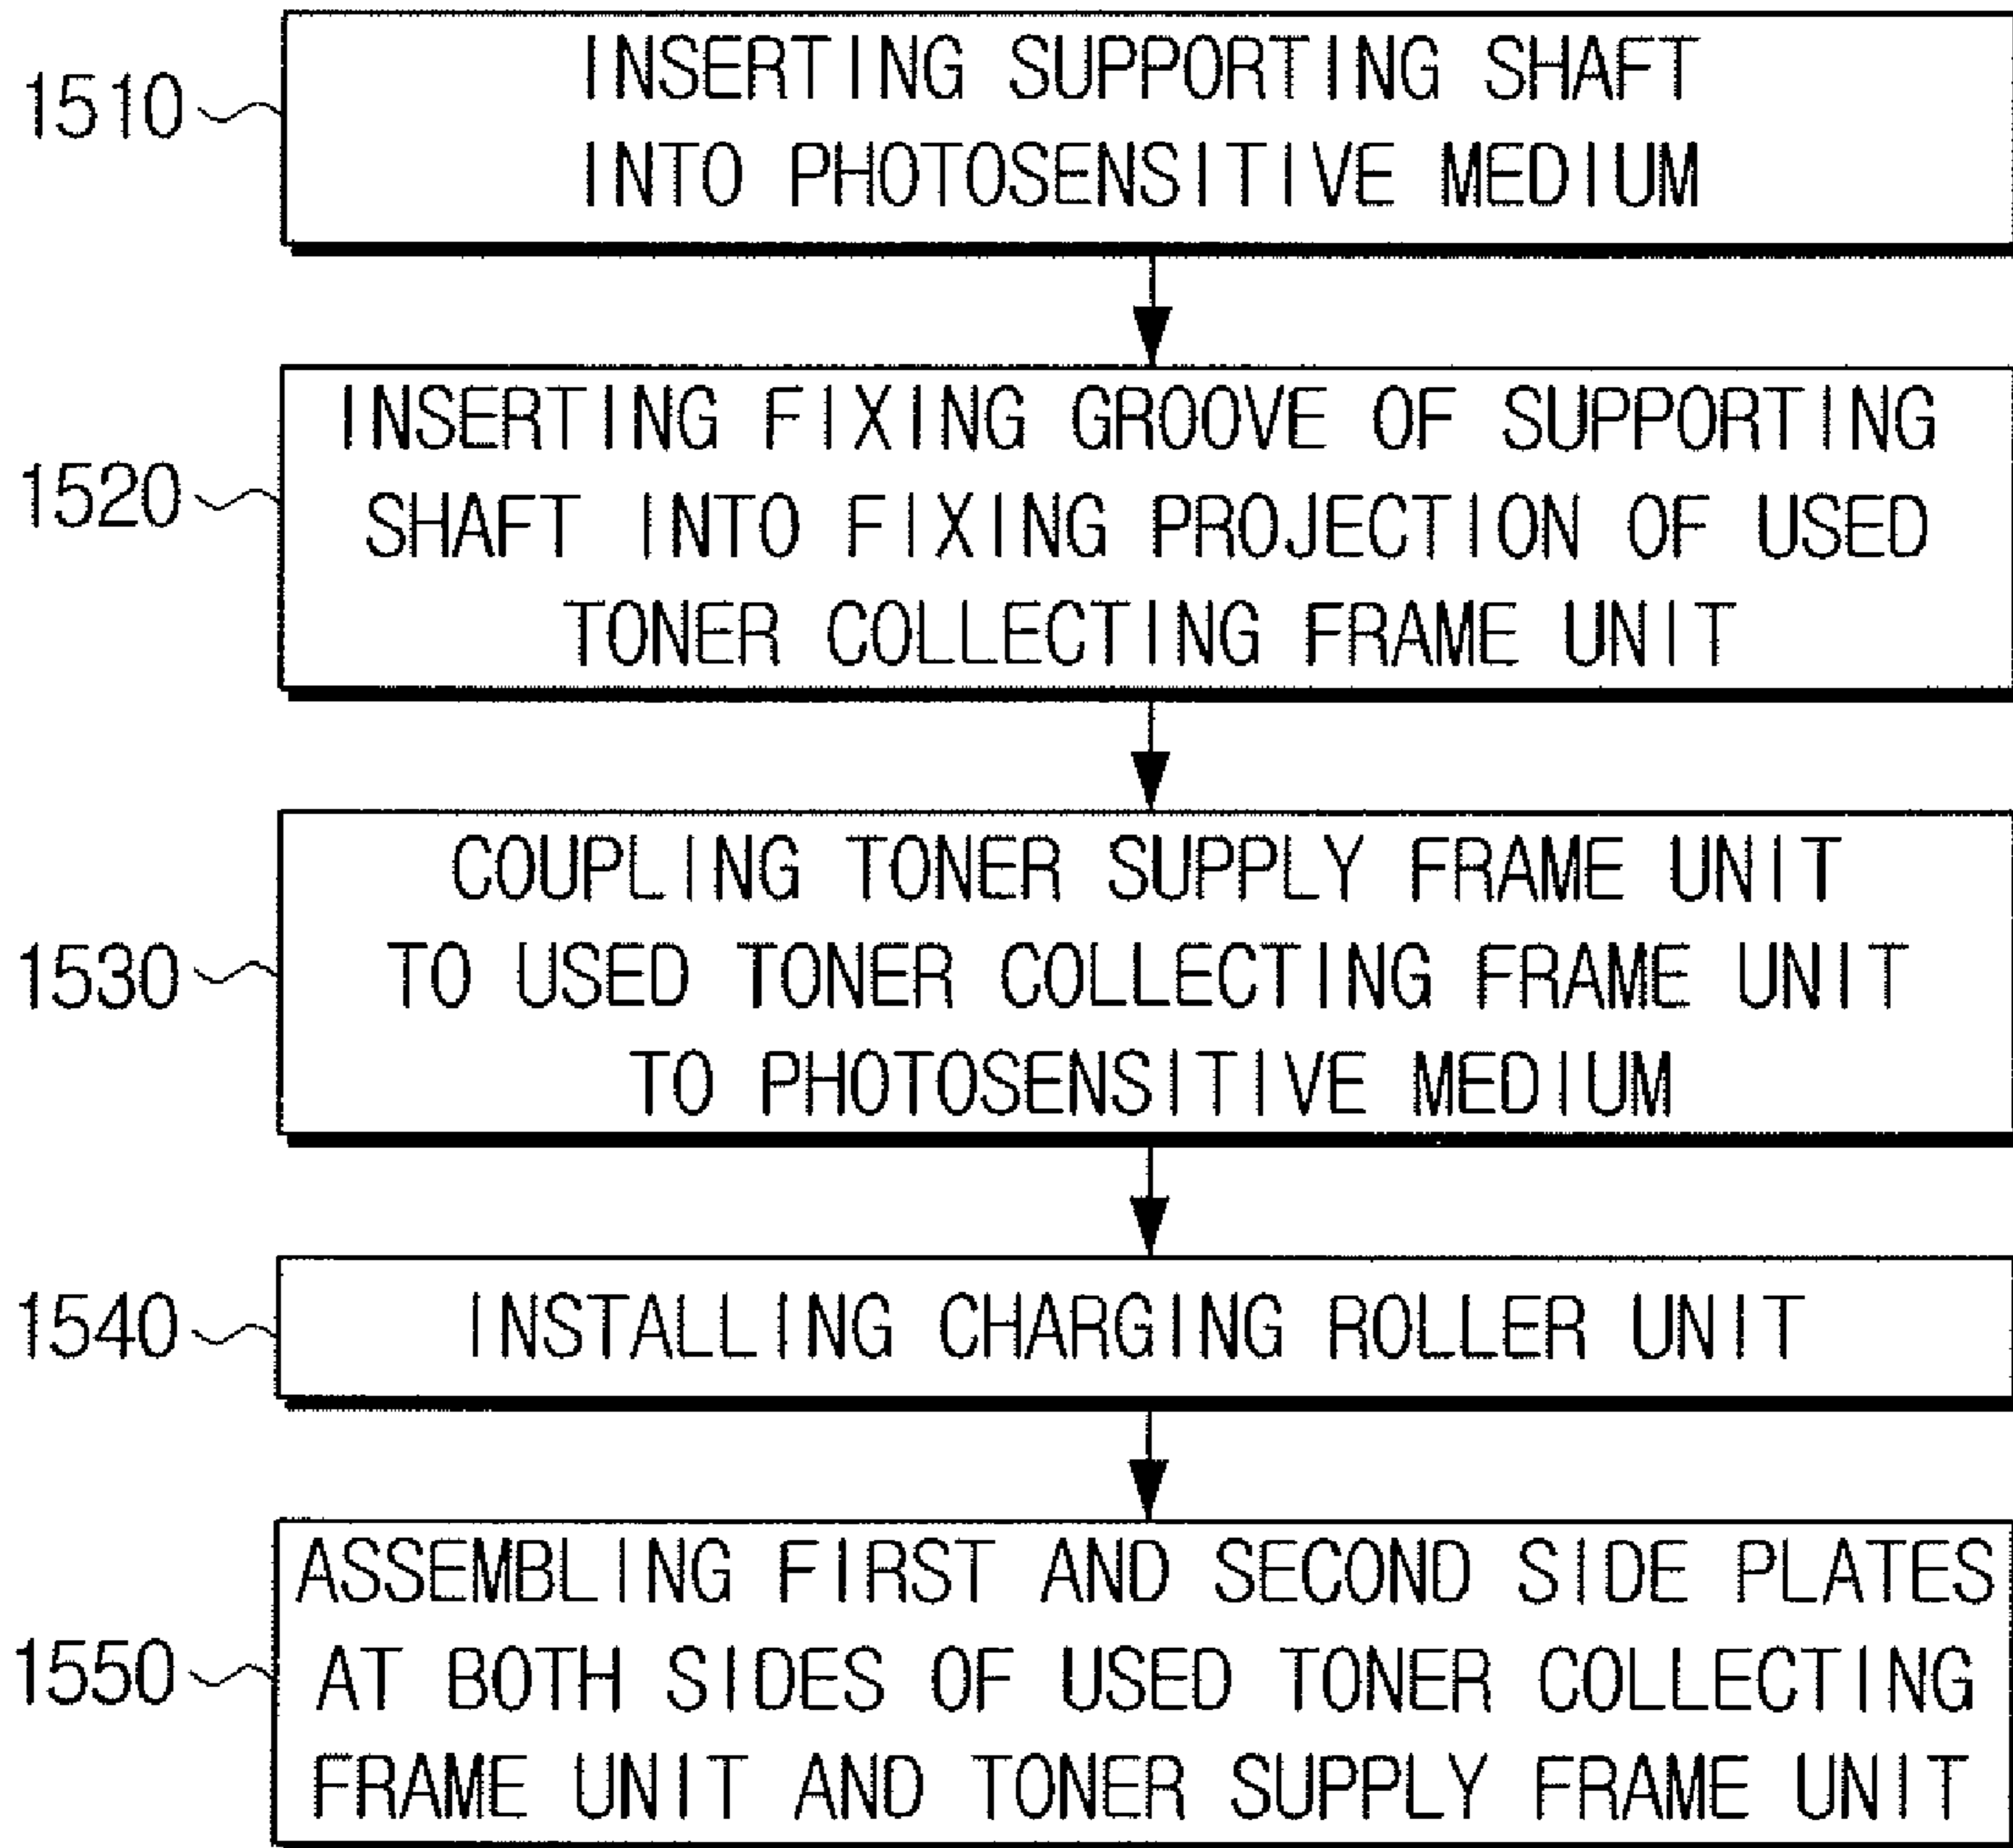 1510
INSERTING SUPPORTING SHAFT
INTO PHOTOSENSITIVE MEDIUM
1520
INSERTING FIXING GROOVE OF SUPPORTING
SHAFT INTO FIXING PROJECTION OF USED
TONER COLLECTING FRAME UNIT
1530
COUPLING TONER SUPPLY FRAME UNIT
TO USED TONER COLLECTING FRAME UNIT
TO PHOTOSENSITIVE MEDIUM
1540
INSTALLING CHARGING ROLLER UNIT
1550
ASSEMBLING FIRST AND SECOND SIDE PLATES
AT BOTH SIDES OF USED TONER COLLECTING
FRAME UNIT AND TONER SUPPLY FRAME UNIT